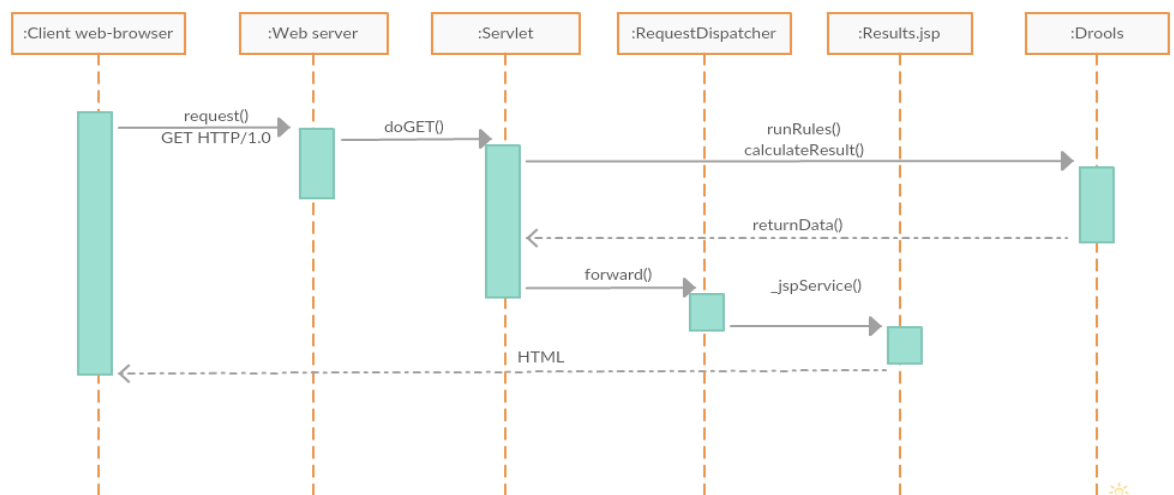 :Client web-browser
:Web server
:Servlet
:RequestDispatcher
:Results.jsp
:Drools
request()
GET HTTP/1.0
doGET()
runRules()
calculateResult()
returnData()
forward()
_jspService()
HTML